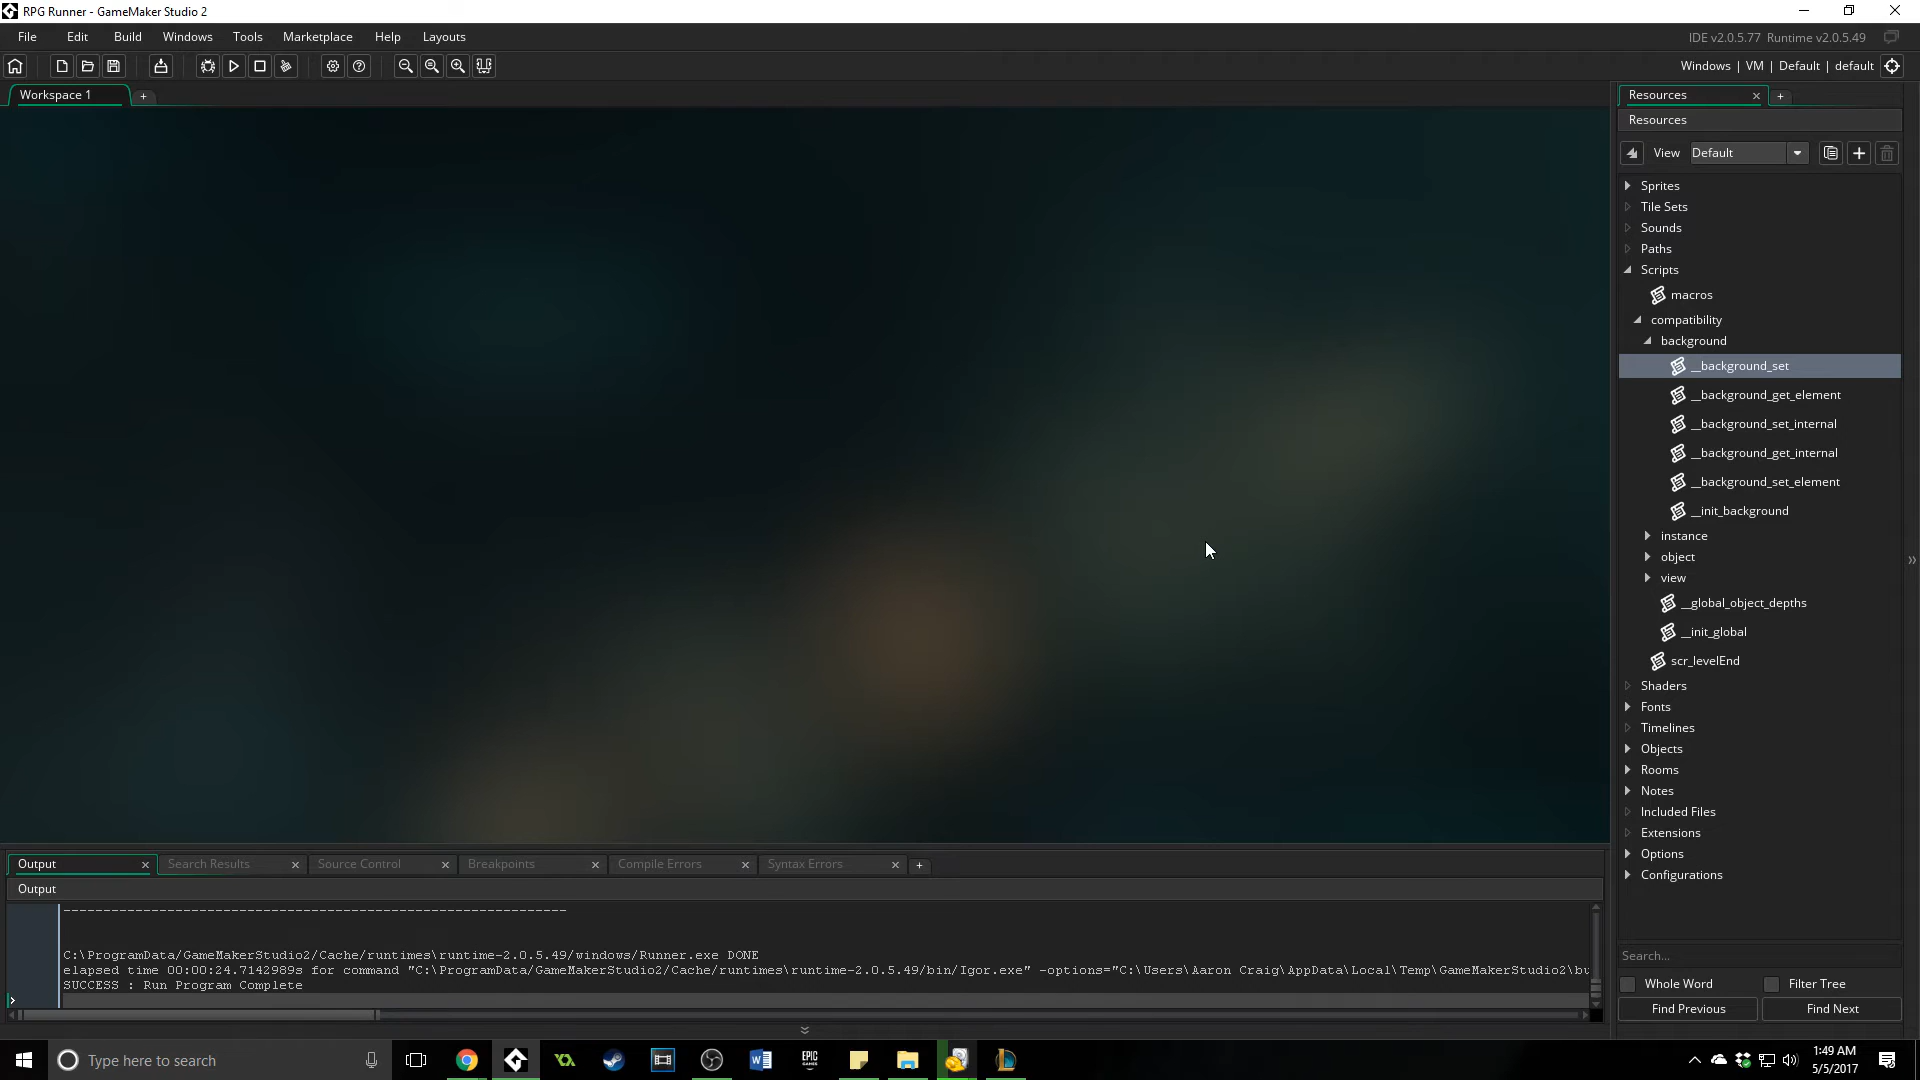 RPG Runner - GameMaker Studio 2
File Edit Build Windows Tools Marketplace Help Layouts
IDE v2.0.5.77 Runtime v2.0.5.49
Windows | VM | Default | default
Workspace 1
Resources
Resources
View Default
Sprites
Tile Sets
Sounds
Paths
Scripts
macros
compatibility
background
__background_set
__background_get_element
__background_set_internal
__background_get_internal
__background_set_element
__init_background
instance
object
view
__global_object_depths
__init_global
scr_levelEnd
Shaders
Fonts
Timelines
Objects
Rooms
Notes
Included Files
Extensions
Options
Configurations
Search...
Whole Word Filter Tree
Find Previous Find Next
Output Search Results Source Control Breakpoints Compile Errors Syntax Errors
Output
C:\ProgramData/GameMakerStudio2/Cache/runtimes\runtime-2.0.5.49/windows/Runner.exe DONE
elapsed time 00:00:24.7142989s for command "C:\ProgramData/GameMakerStudio2/Cache/runtimes\runtime-2.0.5.49/bin/Igor.exe" -options="C:\Users\Aaron Craig\AppData\Local\Temp\GameMakerStudio2\bu
SUCCESS : Run Program Complete
Type here to search
EPIC GAMES
1:49 AM
5/5/2017